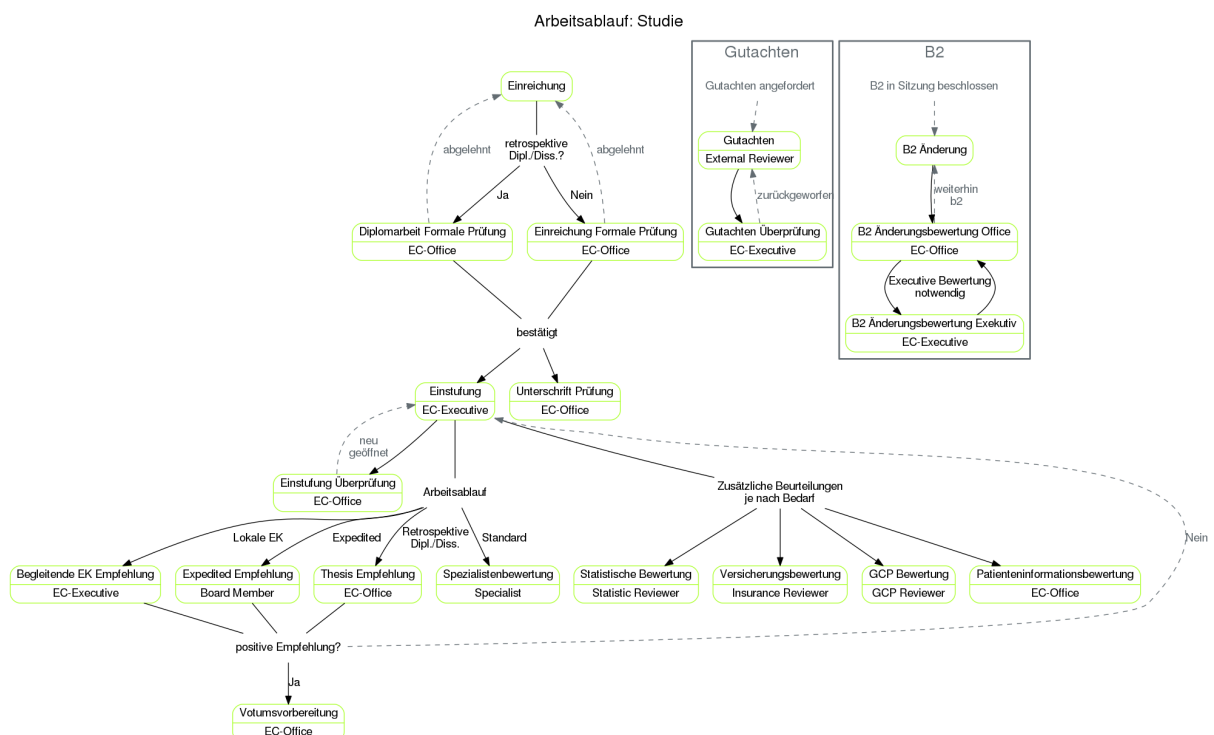 Arbeitsablauf: Studie
Einreichung
retrospektive
Dipl./Diss.?
abgelehnt
abgelehnt
Ja
Nein
Diplomarbeit Formale Prüfung
EC-Office
Einreichung Formale Prüfung
EC-Office
Gutachten
Gutachten angefordert
Gutachten
External Reviewer
zurückgeworfen
Gutachten Überprüfung
EC-Executive
B2
B2 in Sitzung beschlossen
B2 Änderung
weiterhin
b2
B2 Änderungsbewertung Office
EC-Office
Executive Bewertung
notwendig
B2 Änderungsbewertung Exekutiv
EC-Executive
bestätigt
Einstufung
EC-Executive
Unterschrift Prüfung
EC-Office
neu
geöffnet
Einstufung Überprüfung
EC-Office
Arbeitsablauf
Zusätzliche Beurteilungen
je nach Bedarf
Lokale EK
Expedited
Retrospektive
Dipl./Diss.
Standard
Nein
Begleitende EK Empfehlung
EC-Executive
Expedited Empfehlung
Board Member
Thesis Empfehlung
EC-Office
Spezialistenbewertung
Specialist
Statistische Bewertung
Statistic Reviewer
Versicherungsbewertung
Insurance Reviewer
GCP Bewertung
GCP Reviewer
Patienteninformationsbewertung
EC-Office
positive Empfehlung?
Ja
Votumsvorbereitung
EC-Office